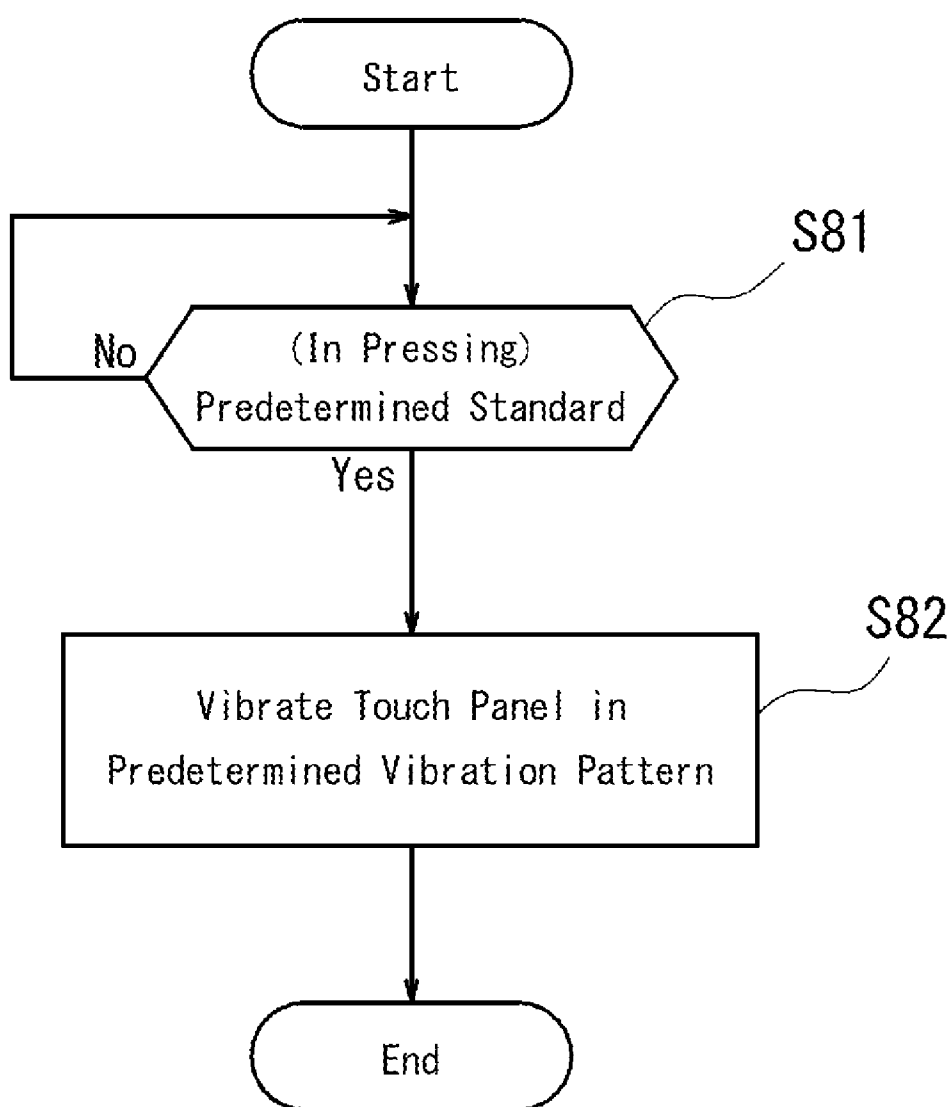 Start
S81
(In Pressing)
No
Predetermined Standard
Yes
S82
Vibrate Touch Panel in
Predetermined Vibration Pattern
End